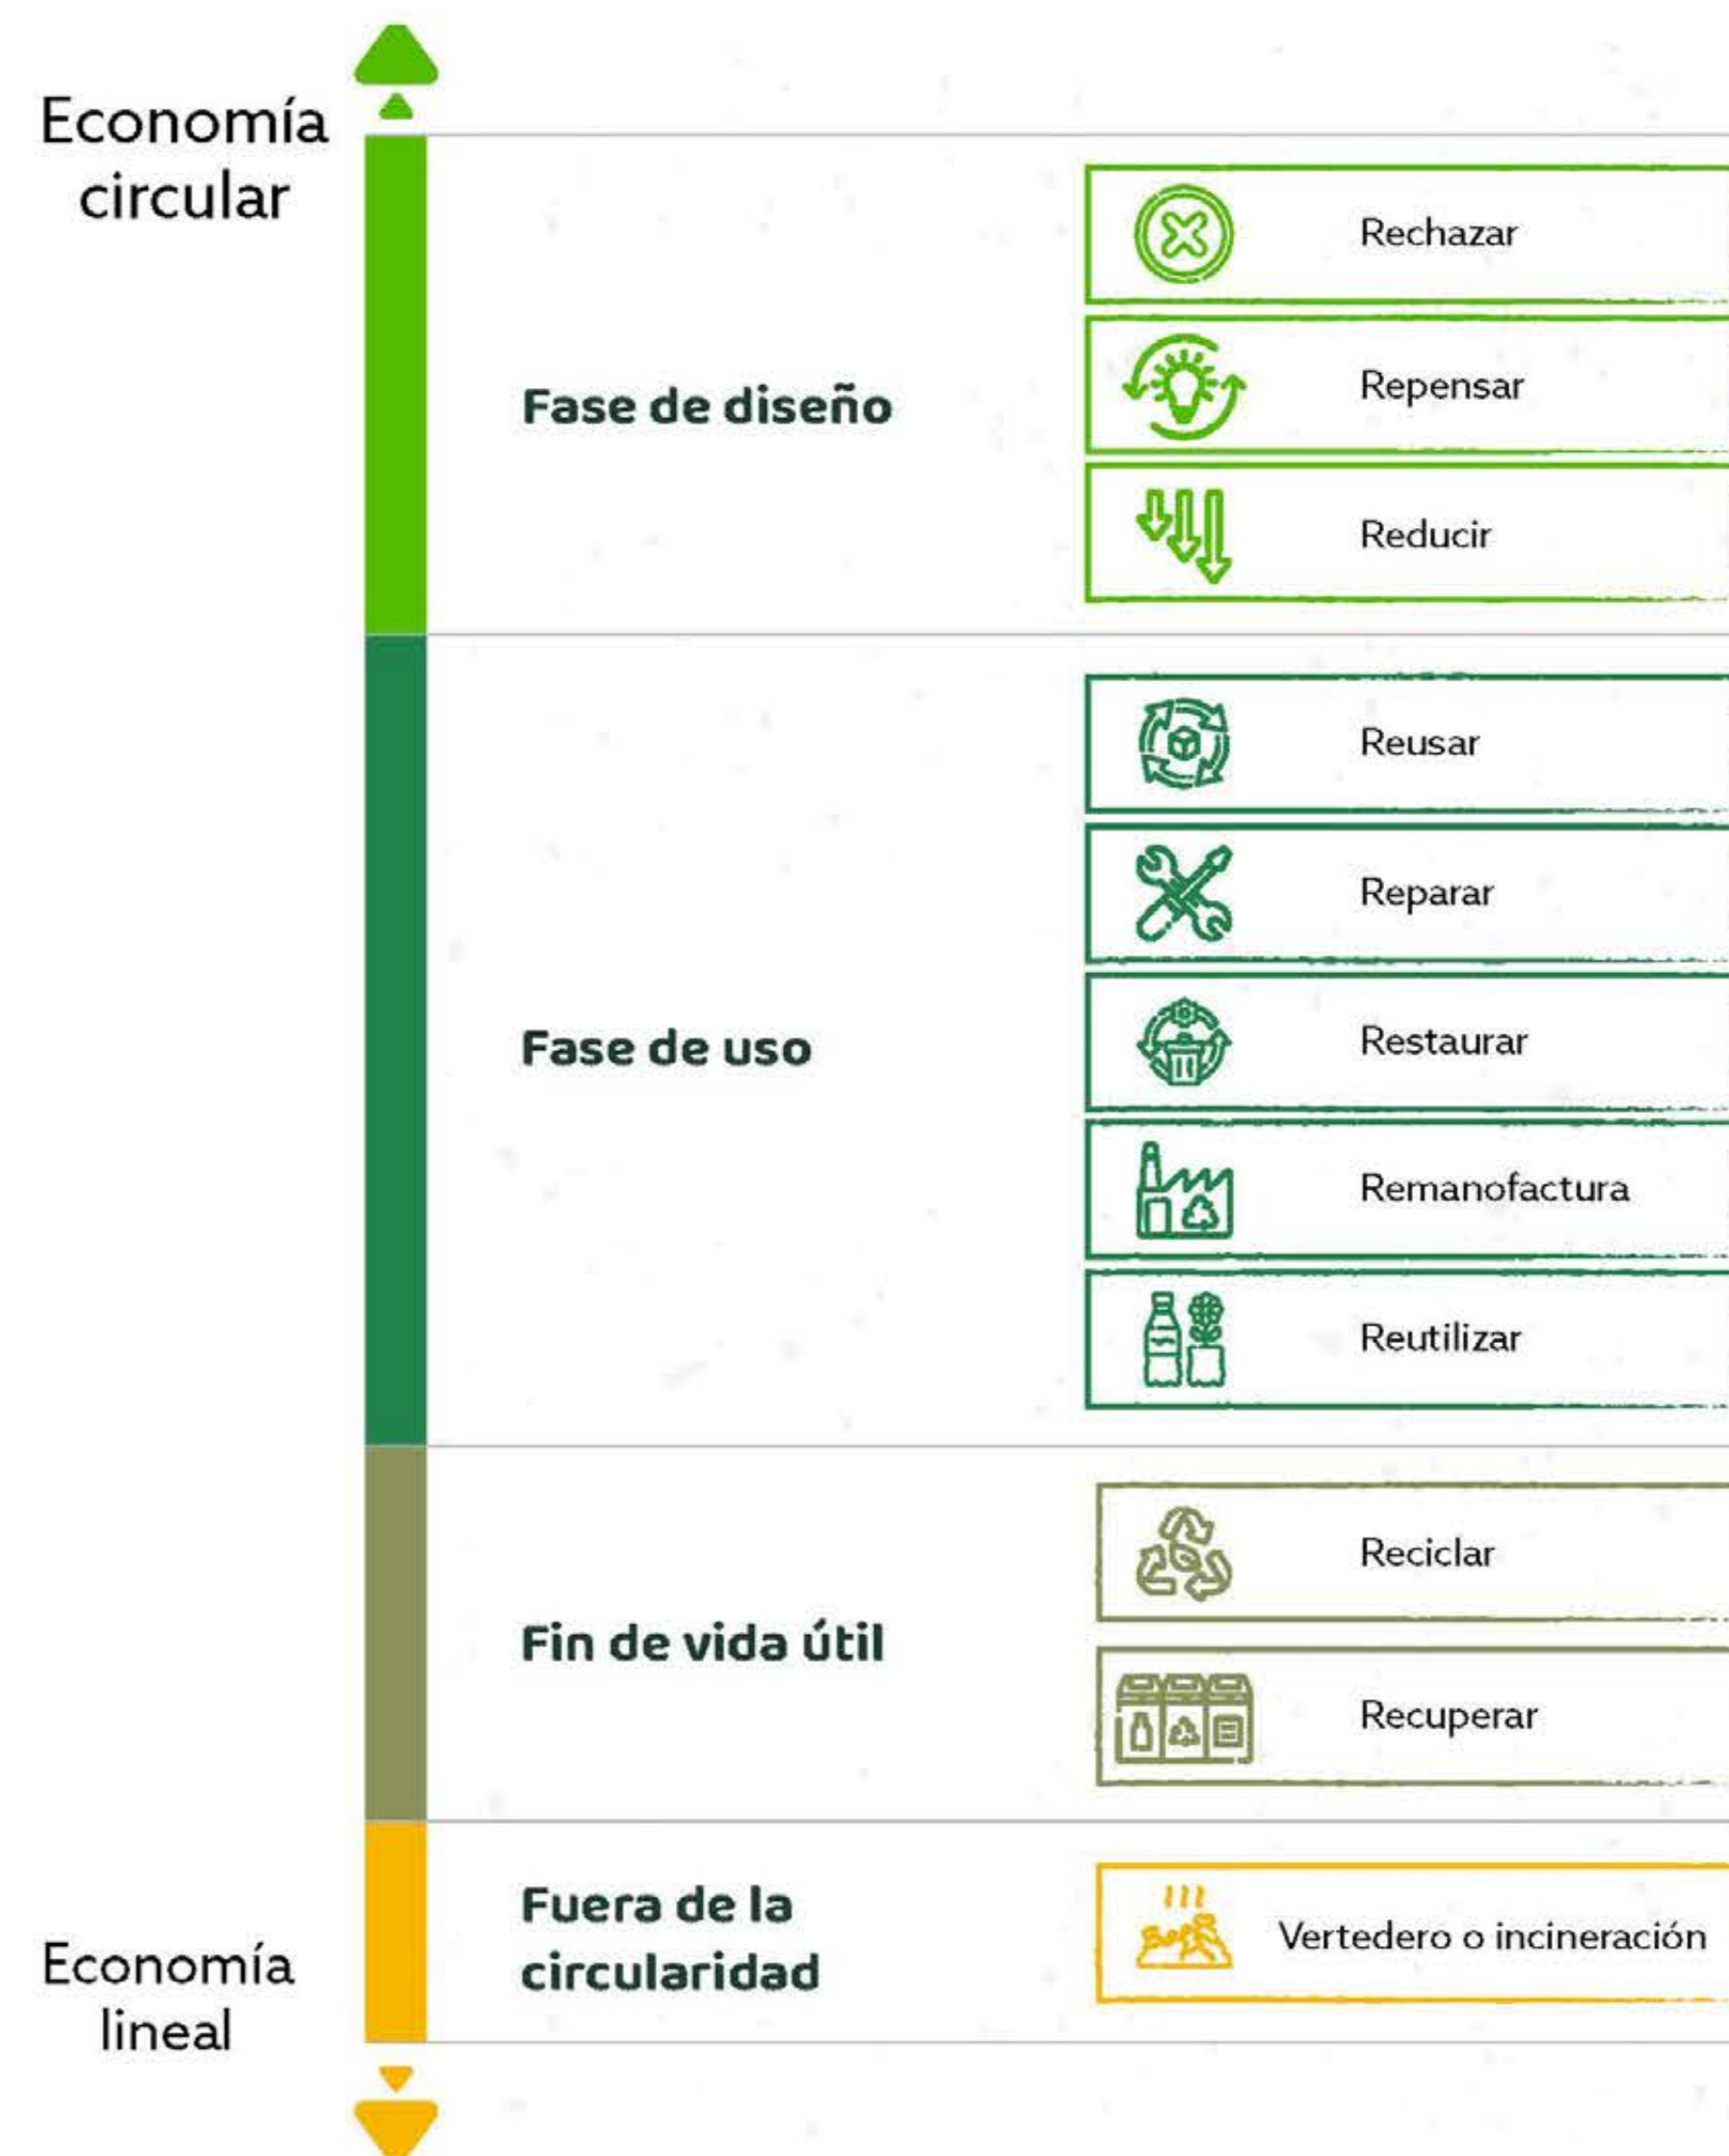 Economía
circular
Fase de diseño
Rechazar
Repensar
Reducir
Fase de uso
Reusar
Reparar
Restaurar
Remanofactura
Reutilizar
Fin de vida útil
Reciclar
Recuperar
Fuera de la
circularidad
Vertedero o incineración
Economía
lineal